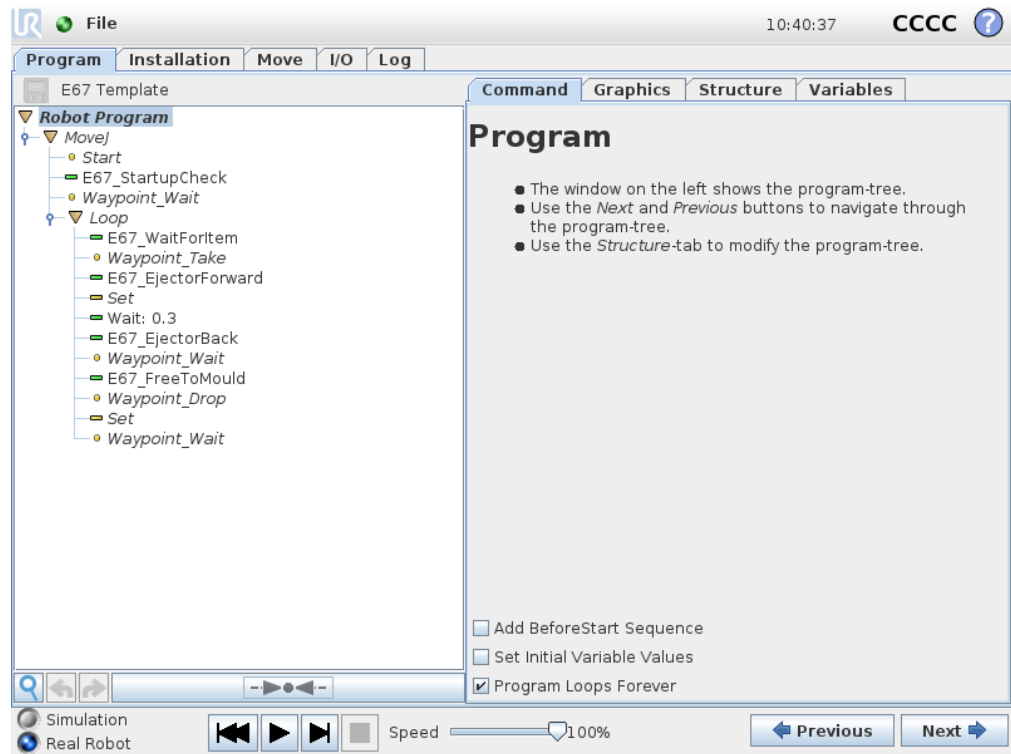 UR File 10:40:37 CCCC ?
Program Installation Move I/O Log
E67 Template
Command Graphics Structure Variables
Robot Program
MoveJ
Start
E67_StartupCheck
Waypoint_Wait
Loop
E67_WaitForItem
Waypoint_Take
E67_EjectorForward
Set
Wait: 0.3
E67_EjectorBack
Waypoint_Wait
E67_FreeToMould
Waypoint_Drop
Set
Waypoint_Wait
Program
The window on the left shows the program-tree.
Use the Next and Previous buttons to navigate through
the program-tree.
Use the Structure-tab to modify the program-tree.
Add BeforeStart Sequence
Set Initial Variable Values
Program Loops Forever
Simulation
Real Robot
Speed 100%
Previous Next